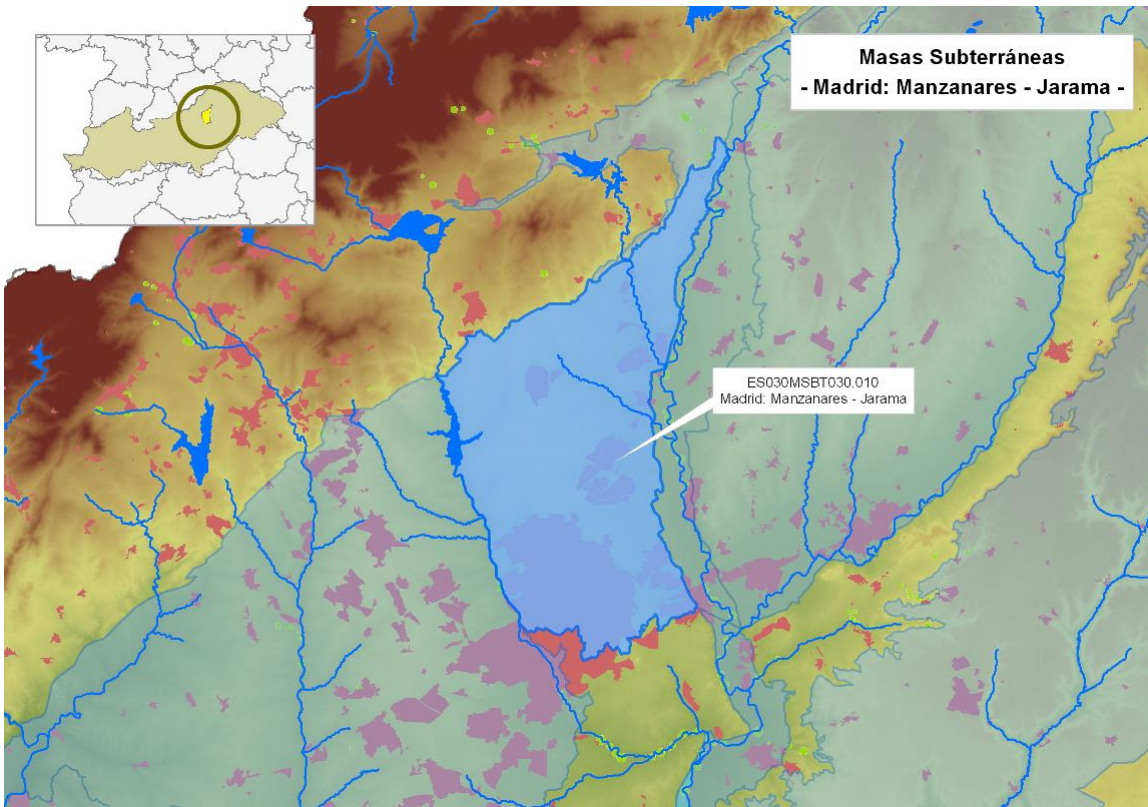 Masas Subterráneas
- Madrid: Manzanares - Jarama -
ES030MSBT030.010
Madrid: Manzanares - Jarama